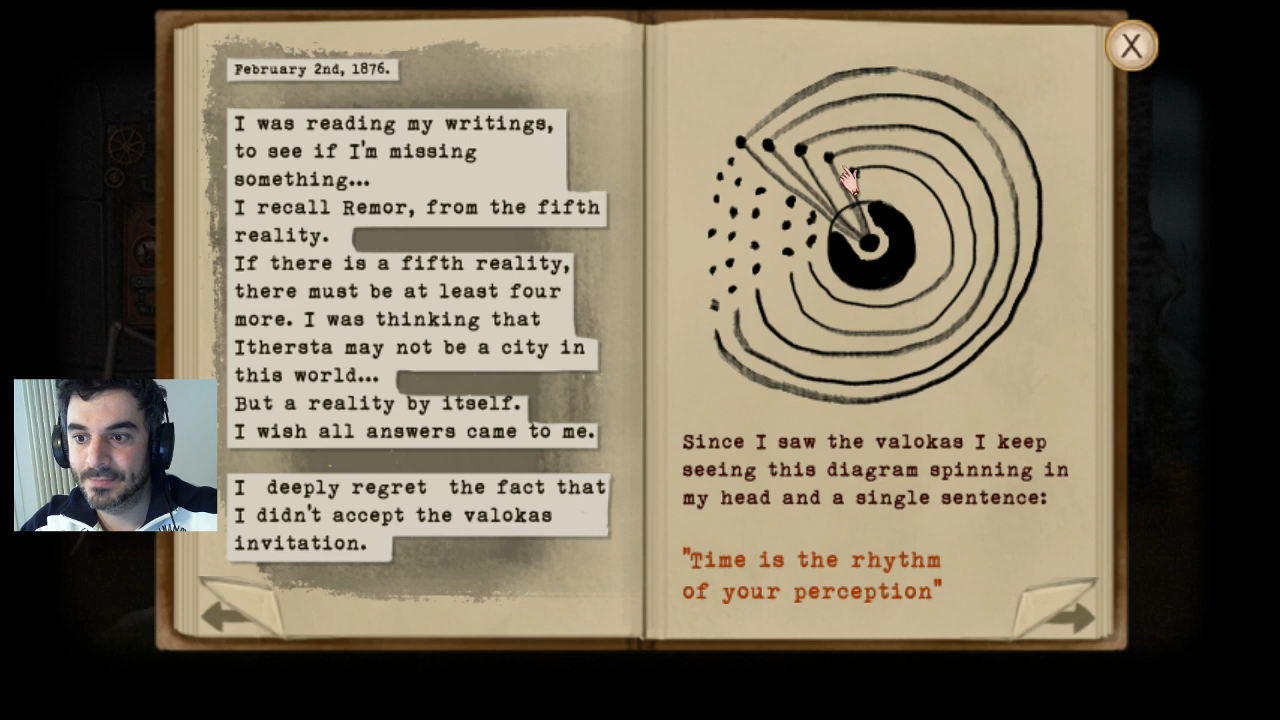 February 2nd, 1876.
I was reading my writings,
to see if I'm missing
something...
I recall Remor, from the fifth
reality.
If there is a fifth reality,
there must be at least four
more. I was thinking that
Ithersta may not be a city in
this world...
But a reality by itself.
I wish all answers came to me.
I deeply regret the fact that
I didn't accept the valokas
invitation.
X
Since I saw the valokas I keep
seeing this diagram spinning in
my head and a single sentence:
"Time is the rhythm
of your perception"